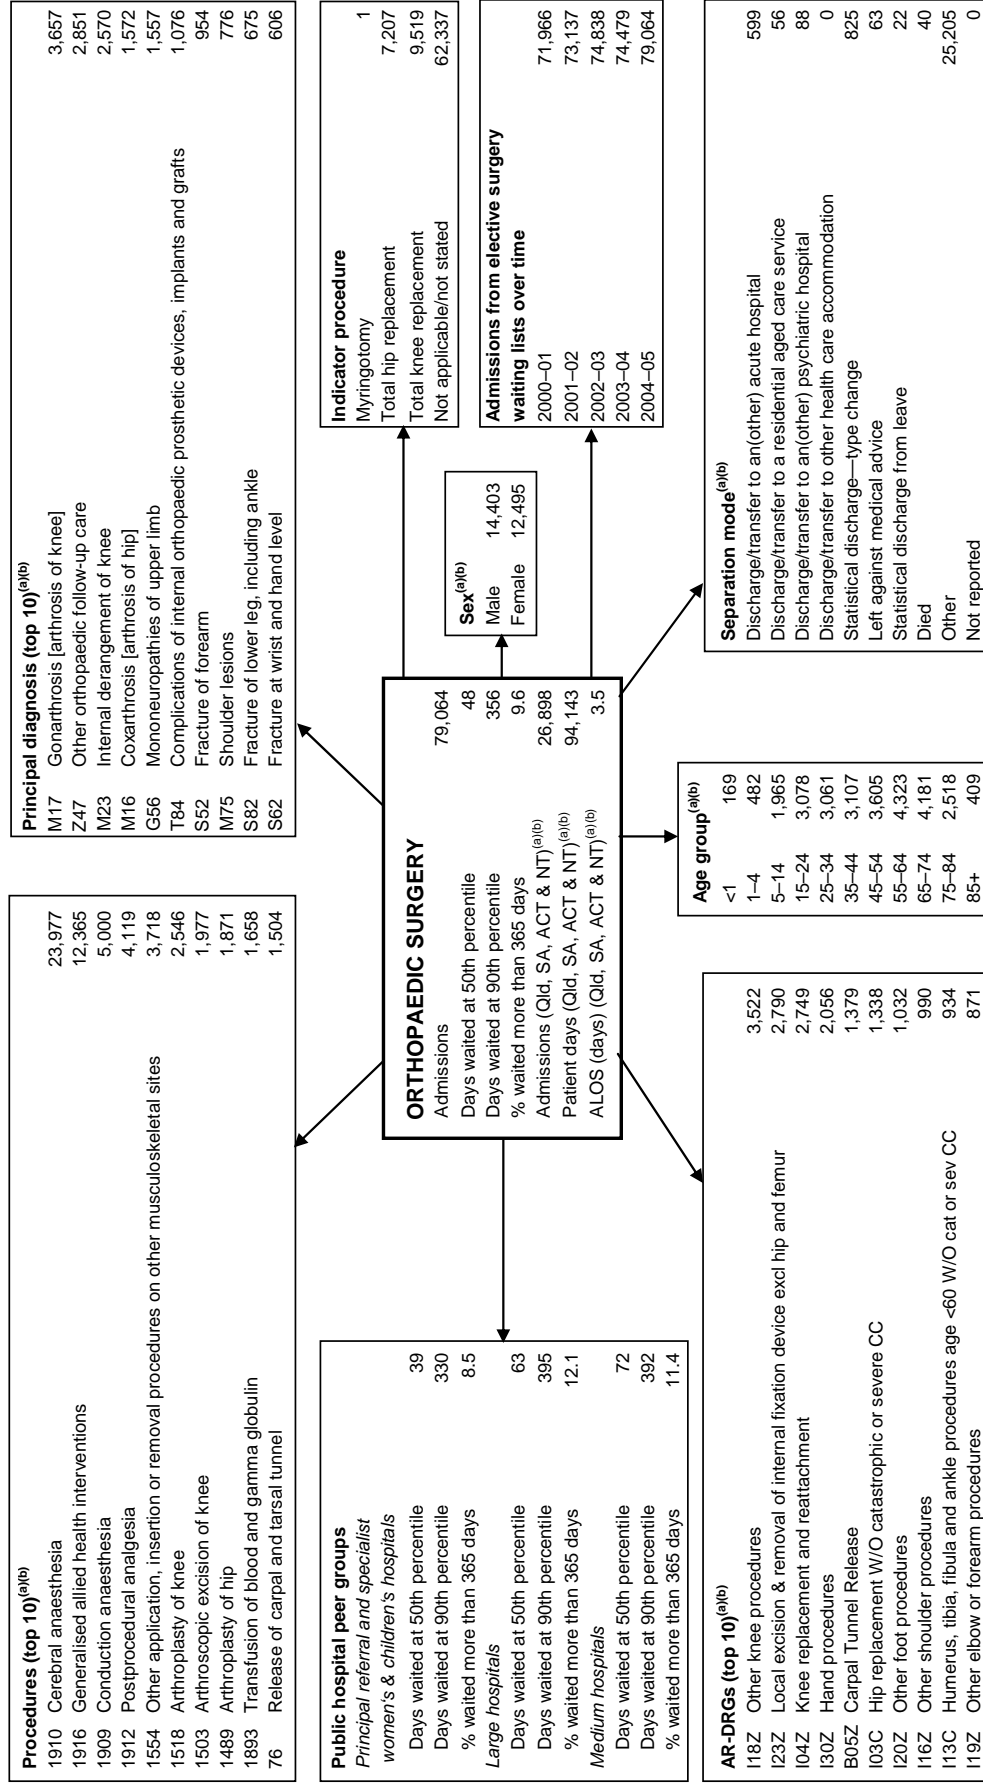 Procedures (top 10)(a)(b)
1910 Cerebral anaesthesia 23,977
1916 Generalised allied health interventions 12,365
1909 Conduction anaesthesia 5,000
1912 Postprocedural analgesia 4,119
1554 Other application, insertion or removal procedures on other musculoskeletal sites 3,718
1518 Arthroplasty of knee 2,546
1503 Arthroscopic excision of knee 1,977
1489 Arthroplasty of hip 1,871
1893 Transfusion of blood and gamma globulin 1,658
76 Release of carpal and tarsal tunnel 1,504
Principal diagnosis (top 10)(a)(b)
M17 Gonarthrosis [arthrosis of knee] 3,657
Z47 Other orthopaedic follow-up care 2,851
M23 Internal derangement of knee 2,570
M16 Coxarthrosis [arthrosis of hip] 1,572
G56 Mononeuropathies of upper limb 1,557
T84 Complications of internal orthopaedic prosthetic devices, implants and grafts 1,076
S52 Fracture of forearm 954
M75 Shoulder lesions 776
S82 Fracture of lower leg, including ankle 675
S62 Fracture at wrist and hand level 606
Public hospital peer groups
Principal referral and specialist
women's & children's hospitals
Days waited at 50th percentile 39
Days waited at 90th percentile 330
% waited more than 365 days 8.5
Large hospitals
Days waited at 50th percentile 63
Days waited at 90th percentile 395
% waited more than 365 days 12.1
Medium hospitals
Days waited at 50th percentile 72
Days waited at 90th percentile 392
% waited more than 365 days 11.4
ORTHOPAEDIC SURGERY
Admissions 79,064
Days waited at 50th percentile 48
Days waited at 90th percentile 356
% waited more than 365 days 9.6
Admissions (Qld, SA, ACT & NT)(a)(b) 26,898
Patient days (Qld, SA, ACT & NT)(a)(b) 94,143
ALOS (days) (Qld, SA, ACT & NT)(a)(b) 3.5
Sex(a)(b)
Male 14,403
Female 12,495
Indicator procedure
Myringotomy 1
Total hip replacement 7,207
Total knee replacement 9,519
Not applicable/not stated 62,337
Admissions from elective surgery
waiting lists over time
2000–01 71,966
2001–02 73,137
2002–03 74,838
2003–04 74,479
2004–05 79,064
AR-DRGs (top 10)(a)(b)
I18Z Other knee procedures 3,522
I23Z Local excision & removal of internal fixation device excl hip and femur 2,790
I04Z Knee replacement and reattachment 2,749
I30Z Hand procedures 2,056
B05Z Carpal Tunnel Release 1,379
I03C Hip replacement W/O catastrophic or severe CC 1,338
I20Z Other foot procedures 1,032
I16Z Other shoulder procedures 990
I13C Humerus, tibia, fibula and ankle procedures age <60 W/O cat or sev CC 934
I19Z Other elbow or forearm procedures 871
Age group(a)(b)
<1 169
1–4 482
5–14 1,965
15–24 3,078
25–34 3,061
35–44 3,107
45–54 3,605
55–64 4,323
65–74 4,181
75–84 2,518
85+ 409
Separation mode(a)(b)
Discharge/transfer to an(other) acute hospital 599
Discharge/transfer to a residential aged care service 56
Discharge/transfer to an(other) psychiatric hospital 88
Discharge/transfer to other health care accommodation 0
Statistical discharge—type change 825
Left against medical advice 63
Statistical discharge from leave 22
Died 40
Other 25,205
Not reported 0